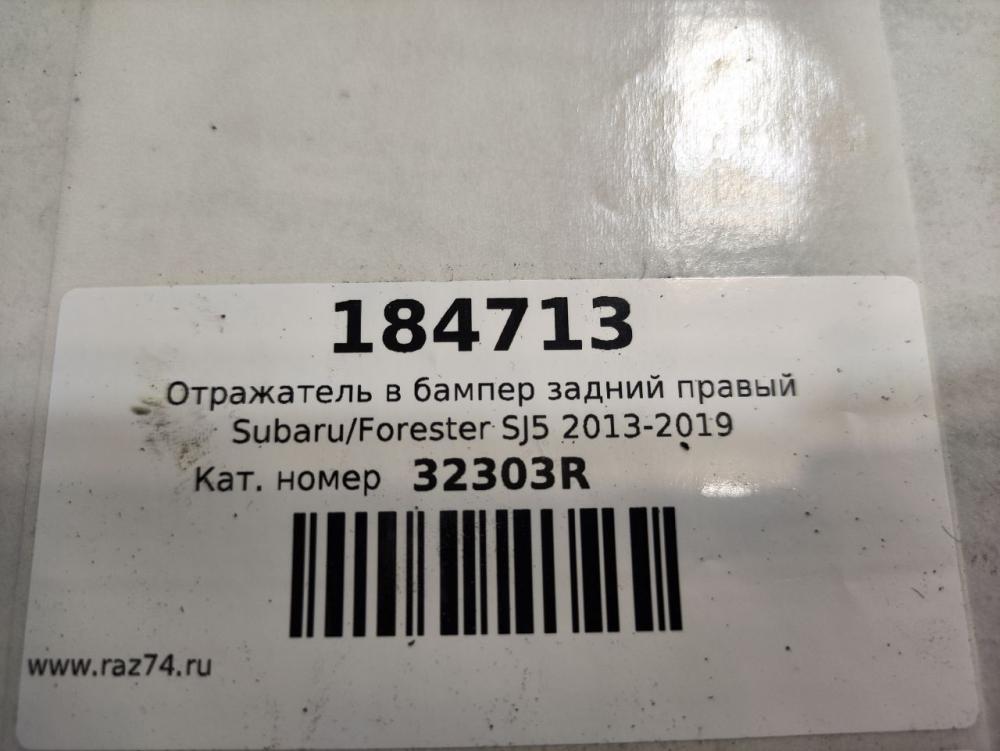 184713
Отражатель в бампер задний правый
Subaru/Forester SJ5 2013-2019
Кат. номер 32303R
www.raz74.ru